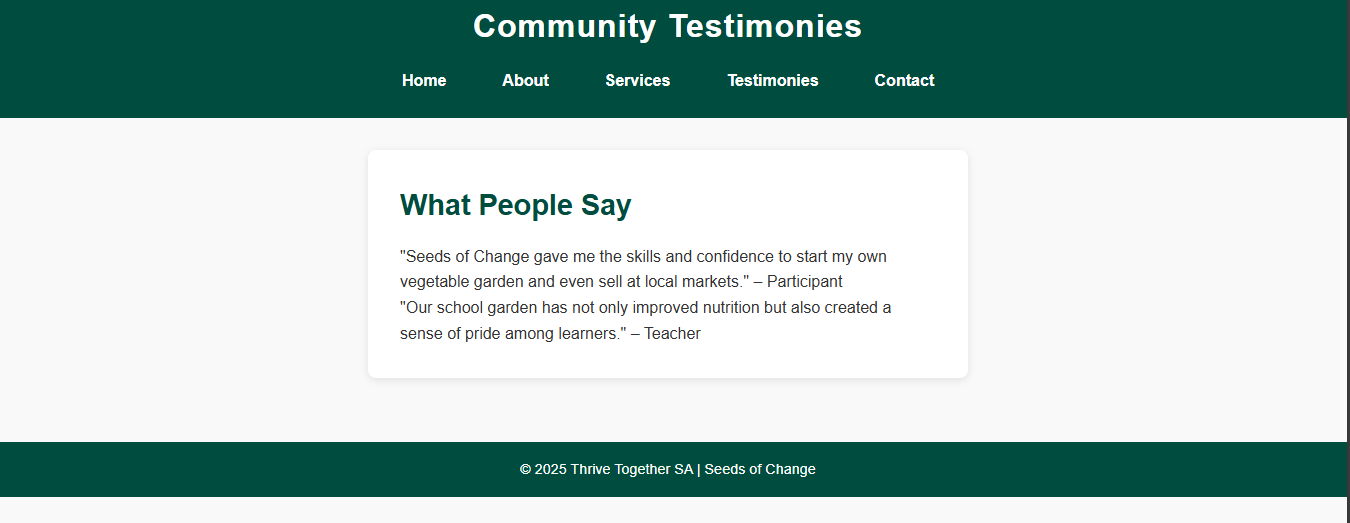 Community Testimonies
Home About Services Testimonies Contact
What People Say
"Seeds of Change gave me the skills and confidence to start my own
vegetable garden and even sell at local markets." – Participant
"Our school garden has not only improved nutrition but also created a
sense of pride among learners." – Teacher
© 2025 Thrive Together SA | Seeds of Change